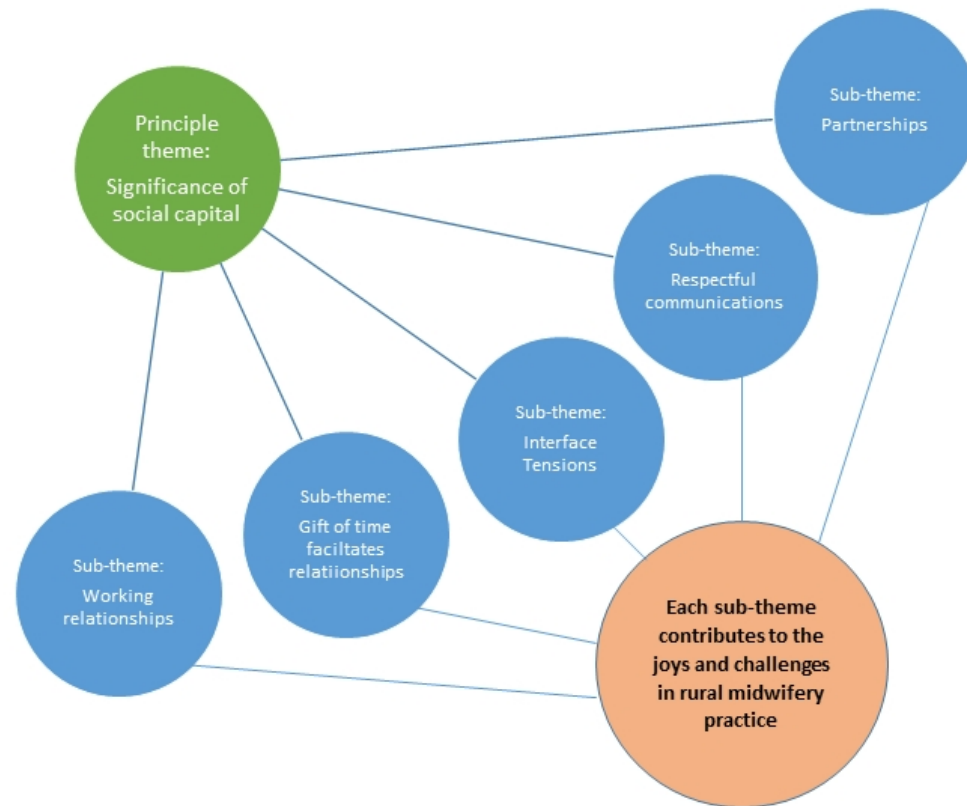 Principle
theme:
Significance of
social capital
Sub-theme:
Partnerships
Sub-theme:
Respectful
communications
Sub-theme:
Interface
Tensions
Sub-theme:
Gift of time
faciltates
relatiionships
Sub-theme:
Working
relationships
Each sub-theme
contributes to the
joys and challenges
in rural midwifery
practice